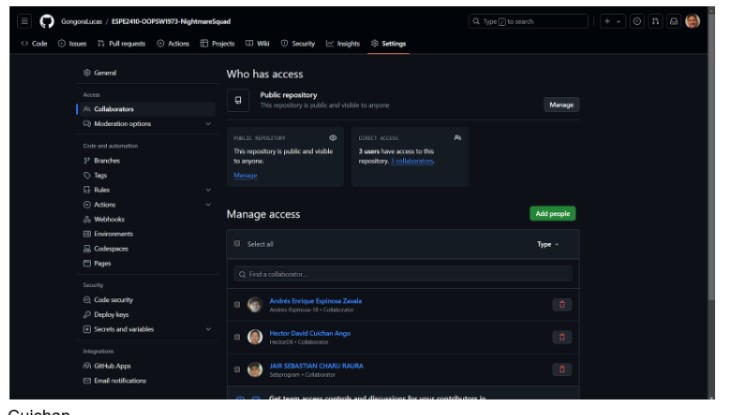 GongonsLucas / ESPE2410-OOPSW1973-NightmareSquad
Type / to search
Code Issues Pull requests Actions Projects Wiki Security Insights Settings
General
Access
Collaborators
Moderation options
Code and automation
Branches
Tags
Rules
Actions
Webhooks
Environments
Codespaces
Pages
Security
Code security
Deploy keys
Secrets and variables
Integrations
GitHub Apps
Email notifications
Who has access
Public repository
This repository is public and visible to anyone
Manage
PUBLIC REPOSITORY
This repository is public and visible
to anyone.
Manage
DIRECT ACCESS
3 users have access to this
repository. 3 collaborators.
Manage access
Add people
Select all
Type
Find a collaborator...
Andrés Enrique Espinosa Zavala
Andres-Espinosa-18 • Collaborator
Hector David Cuichan Ango
Collaborator
JAIR SEBASTIAN CHARU RAURA
Sebprogram • Collaborator
Get team access controls and discussions for your contributors in
Cuichan